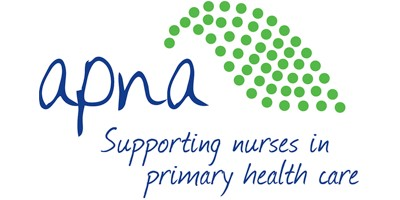 apna
Supporting nurses in
primary health care